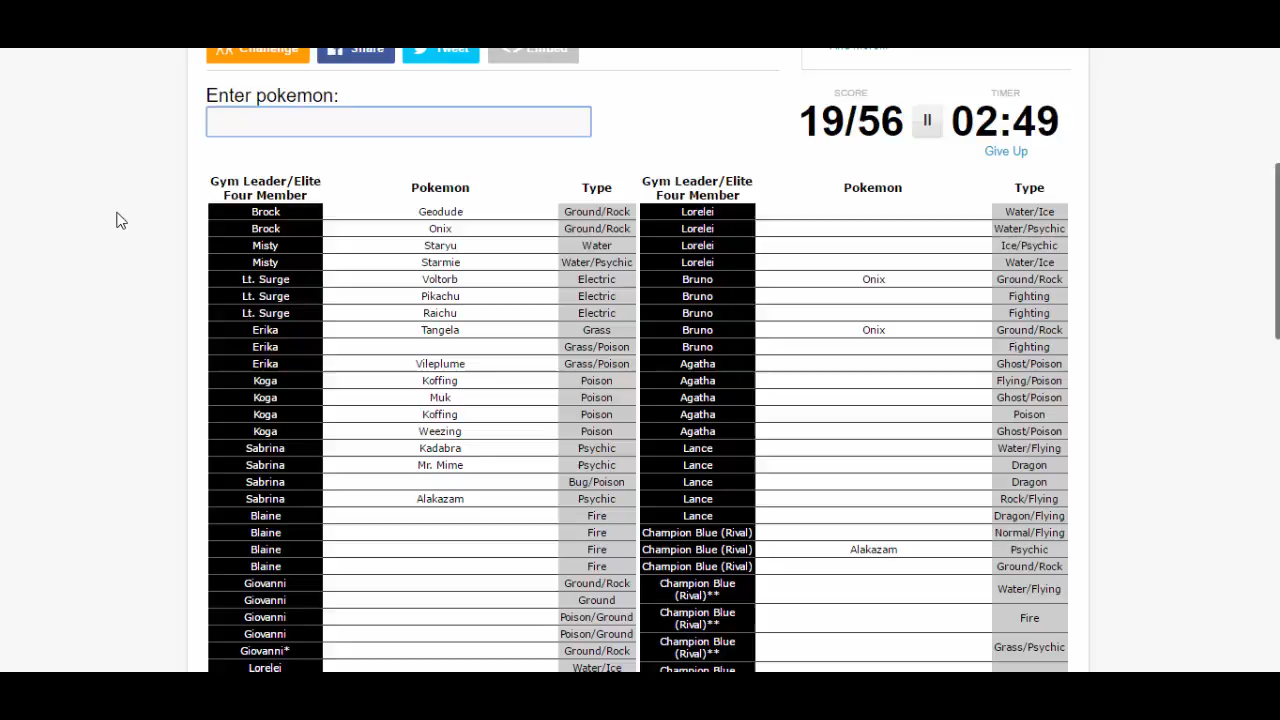 Challenge Share Tweet </> Embed
Enter pokemon:
SCORE TIMER
19/56 II 02:49
Give Up
Gym Leader/Elite Four Member Pokemon Type Gym Leader/Elite Four Member Pokemon Type
Brock Geodude Ground/Rock Lorelei Water/Ice
Brock Onix Ground/Rock Lorelei Water/Psychic
Misty Staryu Water Lorelei Ice/Psychic
Misty Starmie Water/Psychic Lorelei Water/Ice
Lt. Surge Voltorb Electric Bruno Onix Ground/Rock
Lt. Surge Pikachu Electric Bruno Fighting
Lt. Surge Raichu Electric Bruno Fighting
Erika Tangela Grass Bruno Onix Ground/Rock
Erika Grass/Poison Bruno Fighting
Erika Vileplume Grass/Poison Agatha Ghost/Poison
Koga Koffing Poison Agatha Flying/Poison
Koga Muk Poison Agatha Ghost/Poison
Koga Koffing Poison Agatha Poison
Koga Weezing Poison Agatha Ghost/Poison
Sabrina Kadabra Psychic Lance Water/Flying
Sabrina Mr. Mime Psychic Lance Dragon
Sabrina Bug/Poison Lance Dragon
Sabrina Alakazam Psychic Lance Rock/Flying
Blaine Fire Lance Dragon/Flying
Blaine Fire Champion Blue (Rival) Normal/Flying
Blaine Fire Champion Blue (Rival) Alakazam Psychic
Blaine Fire Champion Blue (Rival) Ground/Rock
Giovanni Ground/Rock Champion Blue (Rival)** Water/Flying
Giovanni Ground
Giovanni Poison/Ground Champion Blue (Rival)** Fire
Giovanni Poison/Ground Champion Blue (Rival)** Grass/Psychic
Giovanni* Ground/Rock
Lorelei Water/Ice Champion Blue